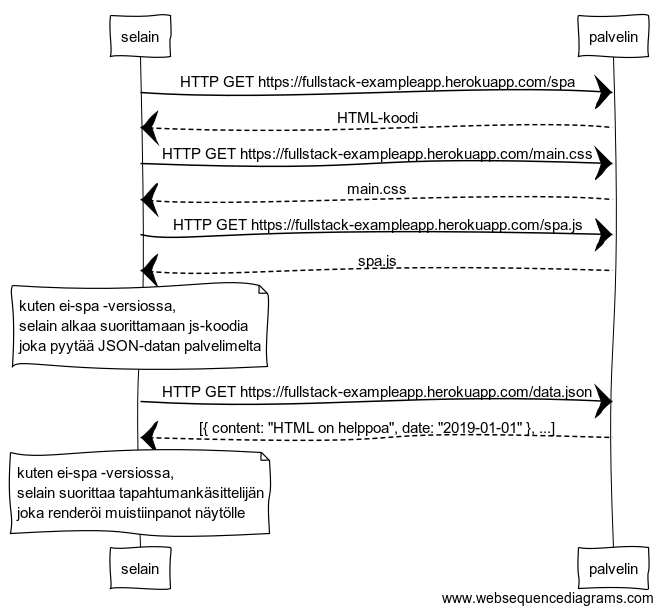 selain
palvelin
HTTP GET https://fullstack-exampleapp.herokuapp.com/spa
HTML-koodi
HTTP GET https://fullstack-exampleapp.herokuapp.com/main.css
main.css
HTTP GET https://fullstack-exampleapp.herokuapp.com/spa.js
spa.js
kuten ei-spa -versiossa,
selain alkaa suorittamaan js-koodia
joka pyytää JSON-datan palvelimelta
HTTP GET https://fullstack-exampleapp.herokuapp.com/data.json
[{ content: "HTML on helppoa", date: "2019-01-01" }, ...]
kuten ei-spa -versiossa,
selain suorittaa tapahtumankäsittelijän
joka renderöi muistiinpanot näytölle
selain
palvelin
www.websequencediagrams.com